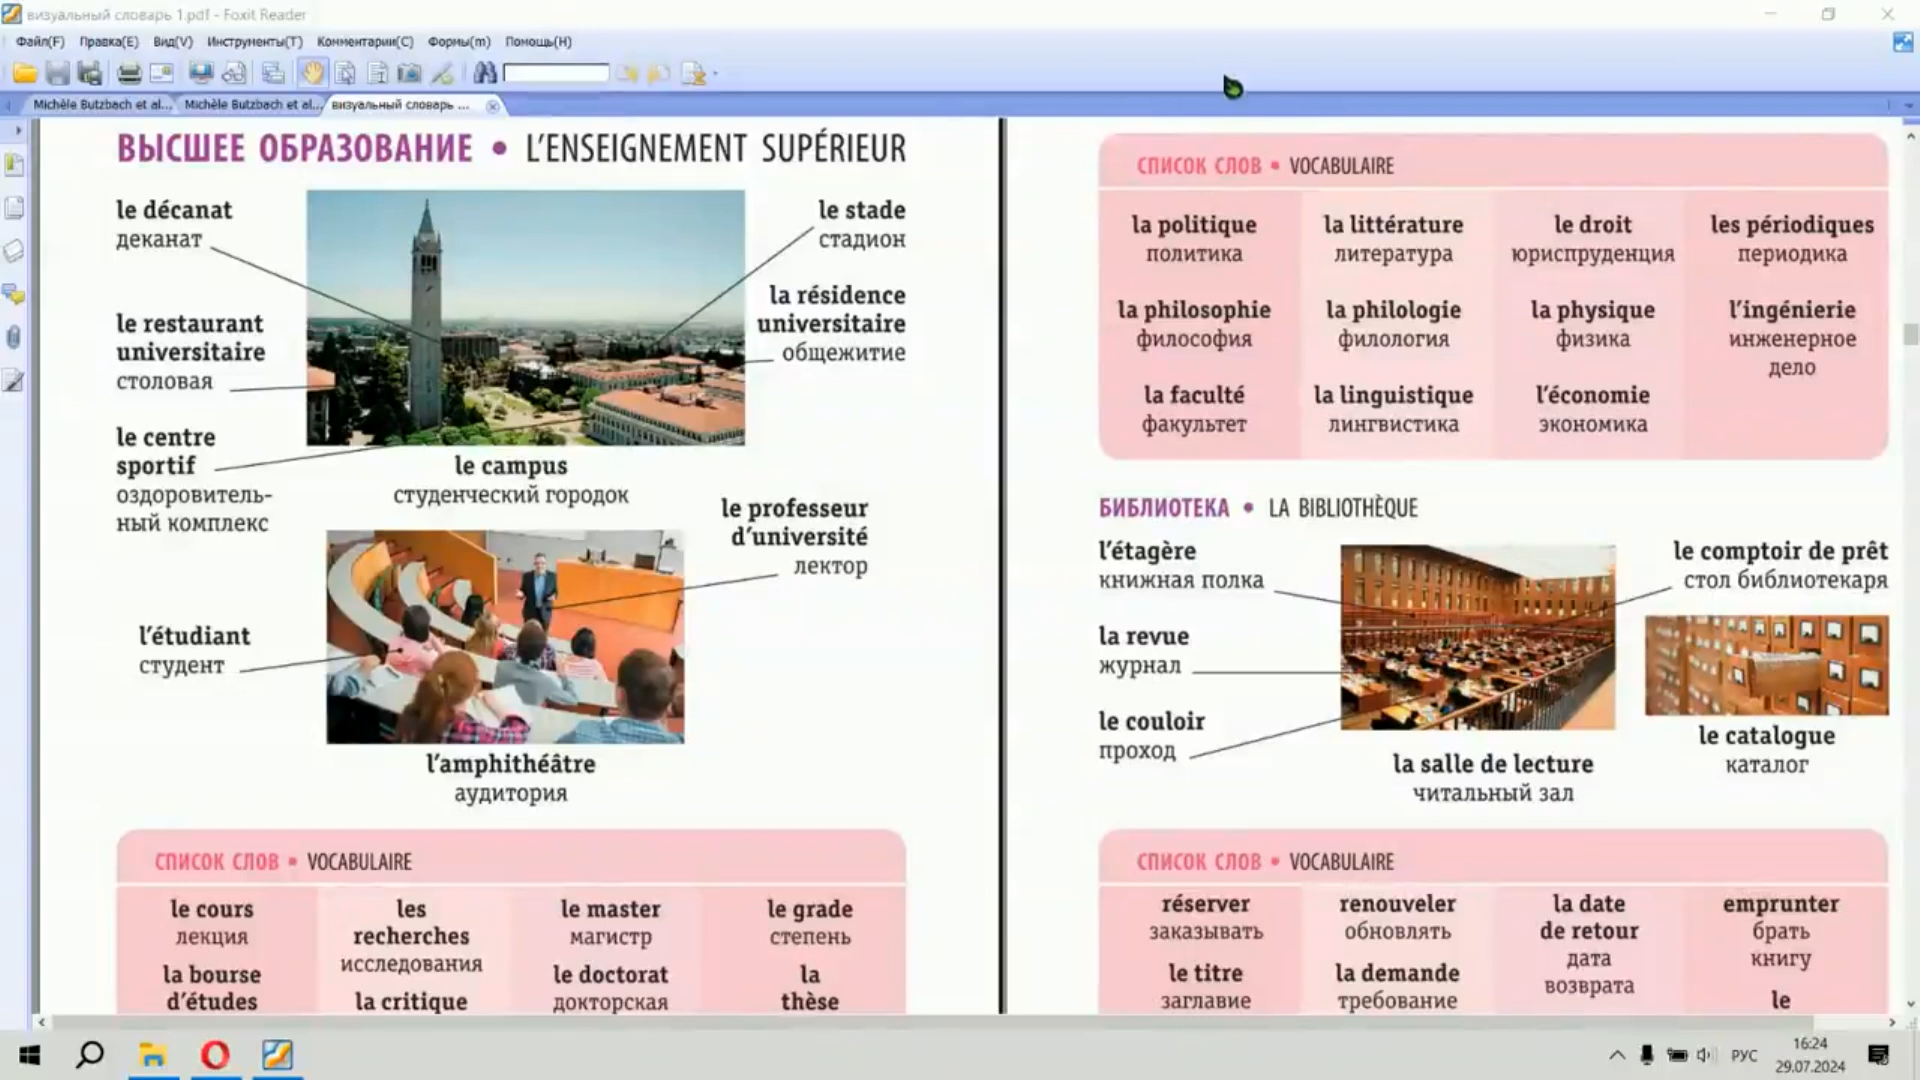 визуальный словарь 1.pdf - Foxit Reader
Файл(F) Правка(E) Вид(V) Инструменты(T) Комментарии(C) Формы(m) Помощь(H)
Michèle Butzbach et al... Michèle Butzbach et al... визуальный словарь ...
ВЫСШЕЕ ОБРАЗОВАНИЕ • L'ENSEIGNEMENT SUPÉRIEUR
le décanat
деканат
le restaurant
universitaire
столовая
le centre
sportif
оздоровитель-
ный комплекс
le stade
стадион
la résidence
universitaire
общежитие
le campus
студенческий городок
le professeur
d'université
лектор
l'étudiant
студент
l'amphithéâtre
аудитория
СПИСОК СЛОВ • VOCABULAIRE
le cours
лекция
la bourse
d'études
les
recherches
исследования
la critique
le master
магистр
le doctorat
докторская
le grade
степень
la
thèse
СПИСОК СЛОВ • VOCABULAIRE
la politique
политика
la philosophie
философия
la faculté
факультет
la littérature
литература
la philologie
филология
la linguistique
лингвистика
le droit
юриспруденция
la physique
физика
l'économie
экономика
les périodiques
периодика
l'ingénierie
инженерное
дело
БИБЛИОТЕКА • LA BIBLIOTHÈQUE
l'étagère
книжная полка
la revue
журнал
le couloir
проход
le comptoir de prêt
стол библиотекаря
le catalogue
каталог
la salle de lecture
читальный зал
СПИСОК СЛОВ • VOCABULAIRE
réserver
заказывать
le titre
заглавие
renouveler
обновлять
la demande
требование
la date
de retour
дата
возврата
emprunter
брать
книгу
le
РУС
16:24
29.07.2024